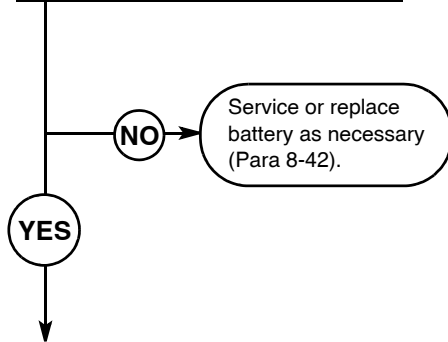 NO
Service or replace
battery as necessary
(Para 8-42).
YES